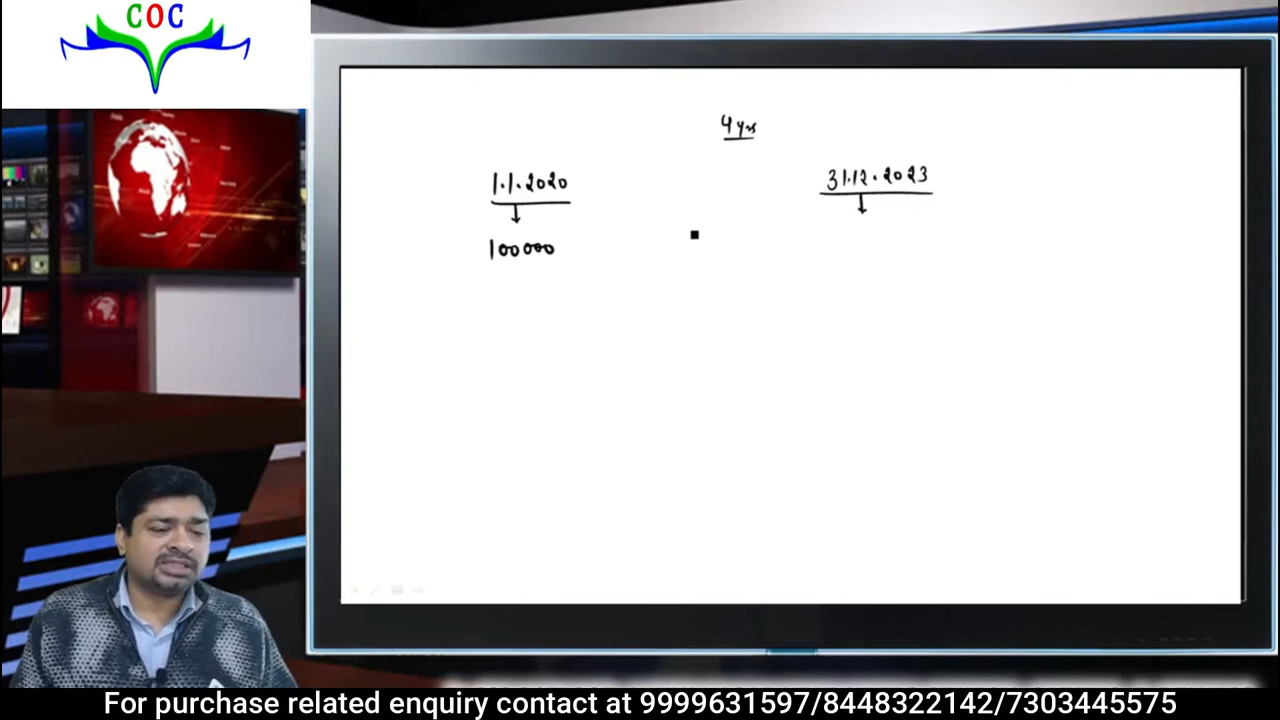 COC
4 yrs
1.1.2020
31.12.2023
100000
For purchase related enquiry contact at 9999631597/8448322142/7303445575